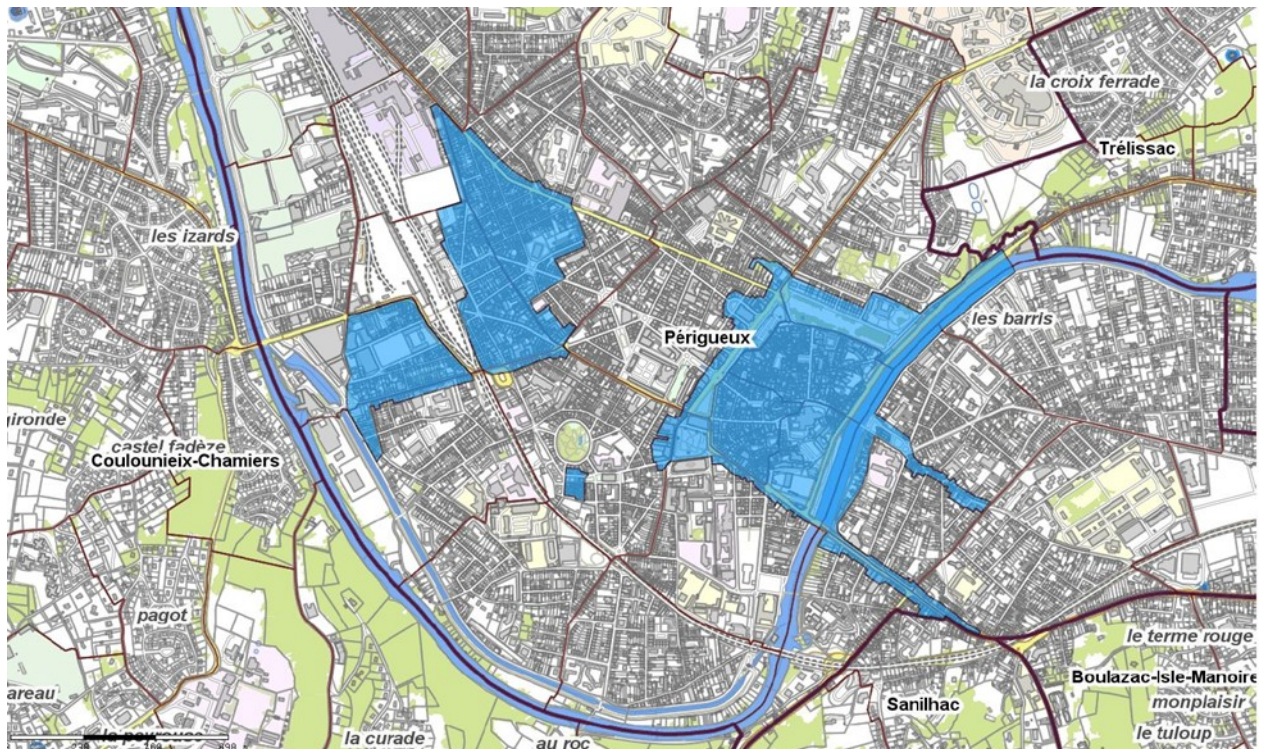 la croix ferrade
Trélissac
les izards
les barris
Périgueux
gironde
castel fadèze
Coulounieix-Chamiers
pagot
le terme rouge
Boulazac-Isle-Manoire
Sanilhac
monplaisir
areau
la curade
au roc
le tuloup